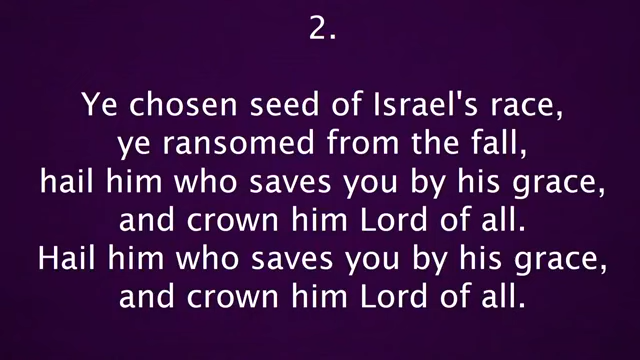 2.
Ye chosen seed of Israel's race,
ye ransomed from the fall,
hail him who saves you by his grace,
and crown him Lord of all.
Hail him who saves you by his grace,
and crown him Lord of all.